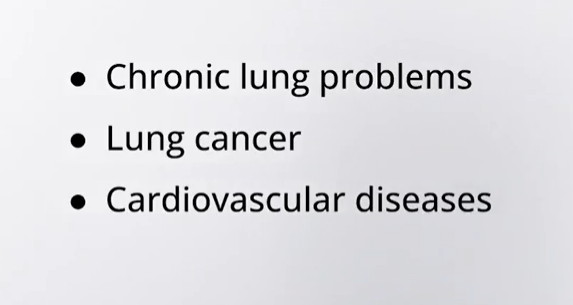 • Chronic lung problems
• Lung cancer
• Cardiovascular diseases